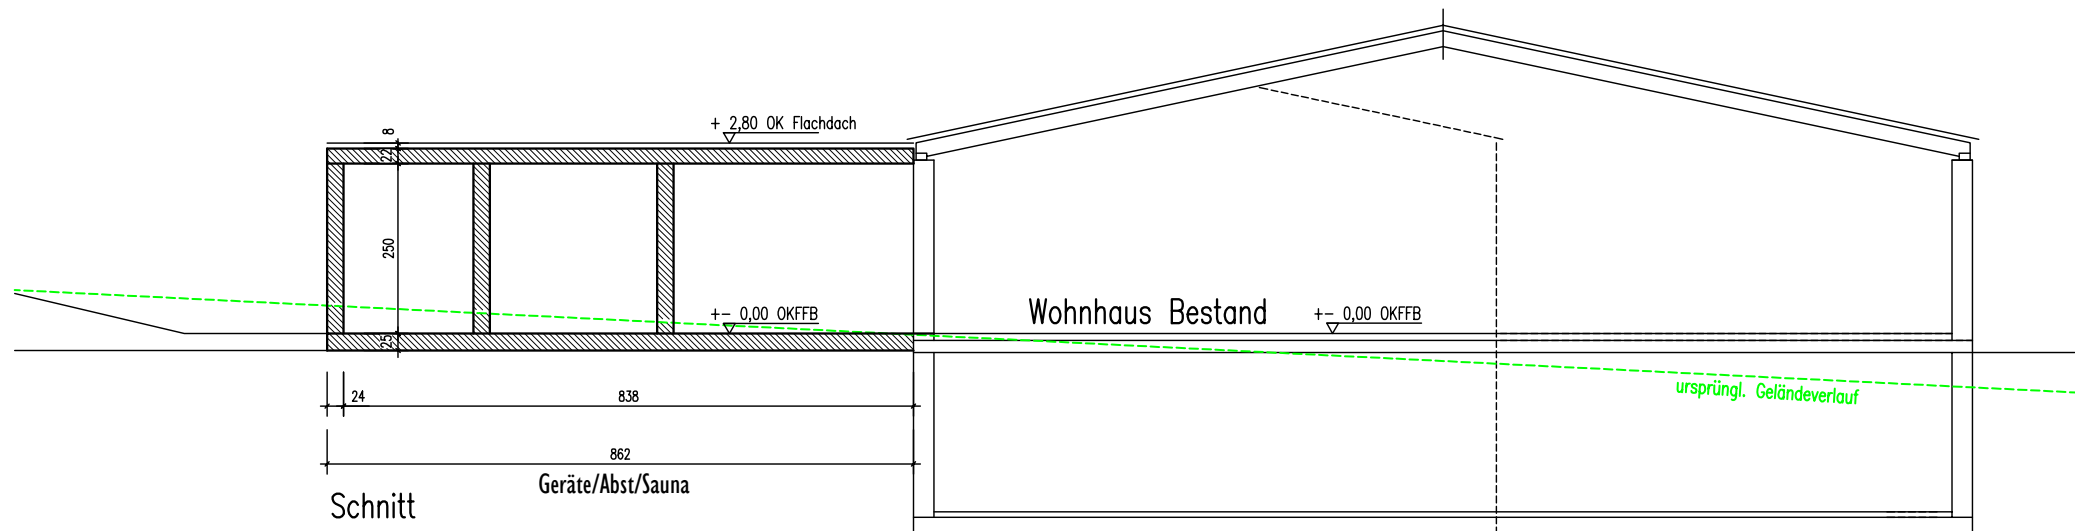 + 2,80 OK Flachdach
8
22
250
+- 0,00 OKFFB
Wohnhaus Bestand
+- 0,00 OKFFB
25
ursprüngl. Geländeverlauf
24
838
862
Geräte/Abst/Sauna
Schnitt